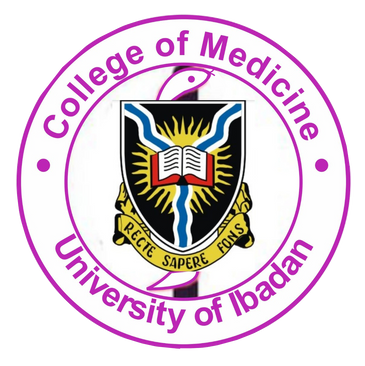 College of Medicine
RECTE SAPERE FONS
University of Ibadan